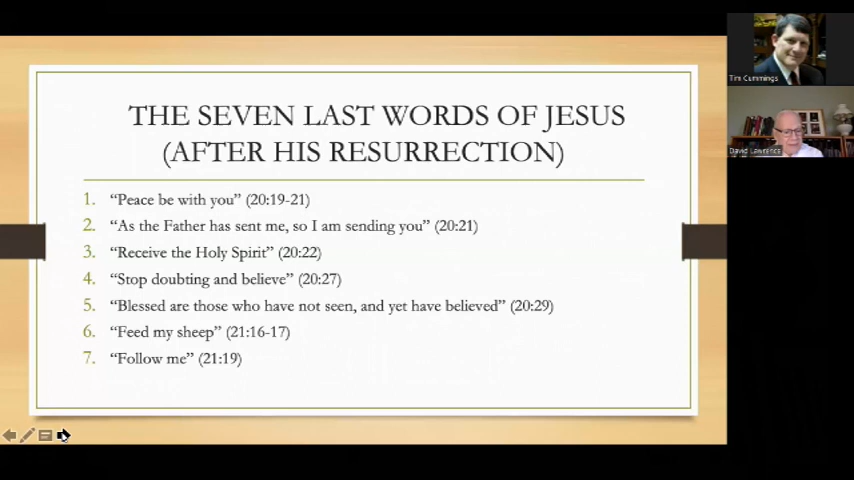 THE SEVEN LAST WORDS OF JESUS
(AFTER HIS RESURRECTION)
1. “Peace be with you” (20:19-21)
2. “As the Father has sent me, so I am sending you” (20:21)
3. “Receive the Holy Spirit” (20:22)
4. “Stop doubting and believe” (20:27)
5. “Blessed are those who have not seen, and yet have believed” (20:29)
6. “Feed my sheep” (21:16-17)
7. “Follow me” (21:19)
Tim Cummings
David Lawrence